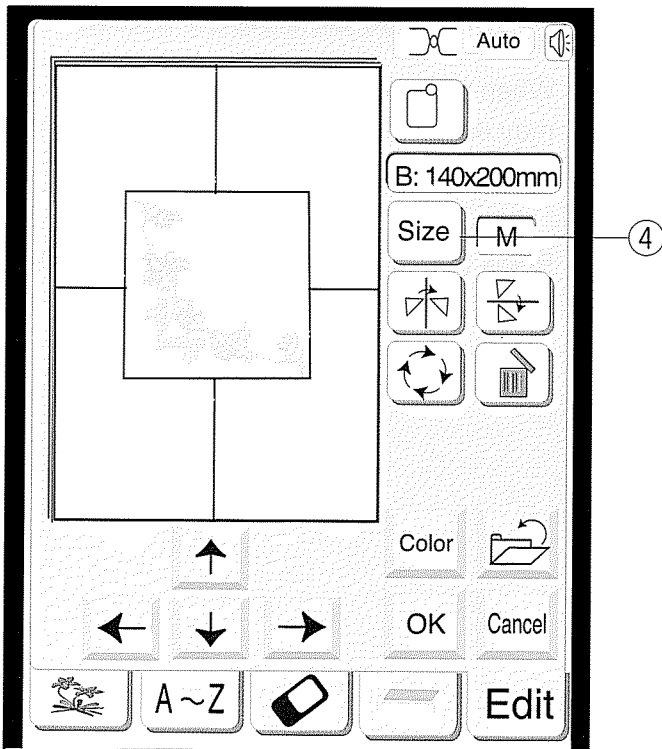 Auto
B: 140x200mm
Size M
④
Color
OK Cancel
A～Z Edit